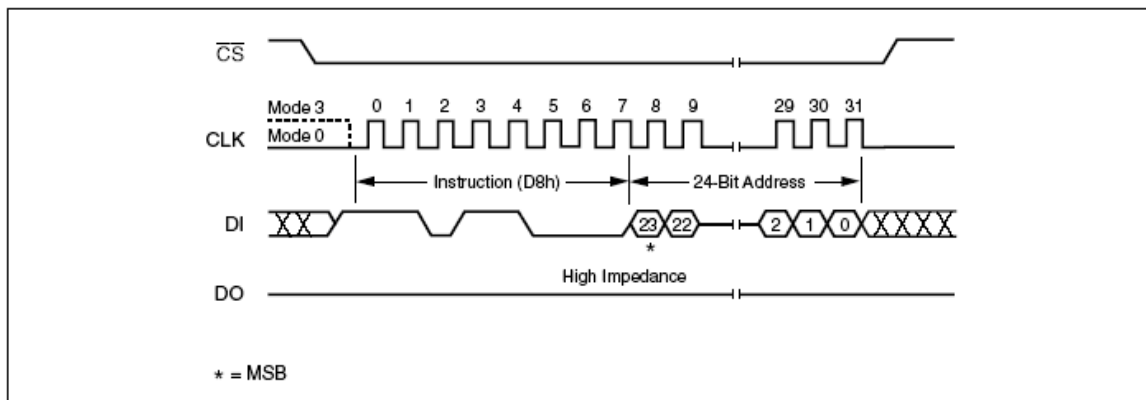 CS
Mode 3
0 1 2 3 4 5 6 7 8 9 29 30 31
CLK
Mode 0
Instruction (D8h)
24-Bit Address
DI
23 22 2 1 0
*
High Impedance
DO
* = MSB